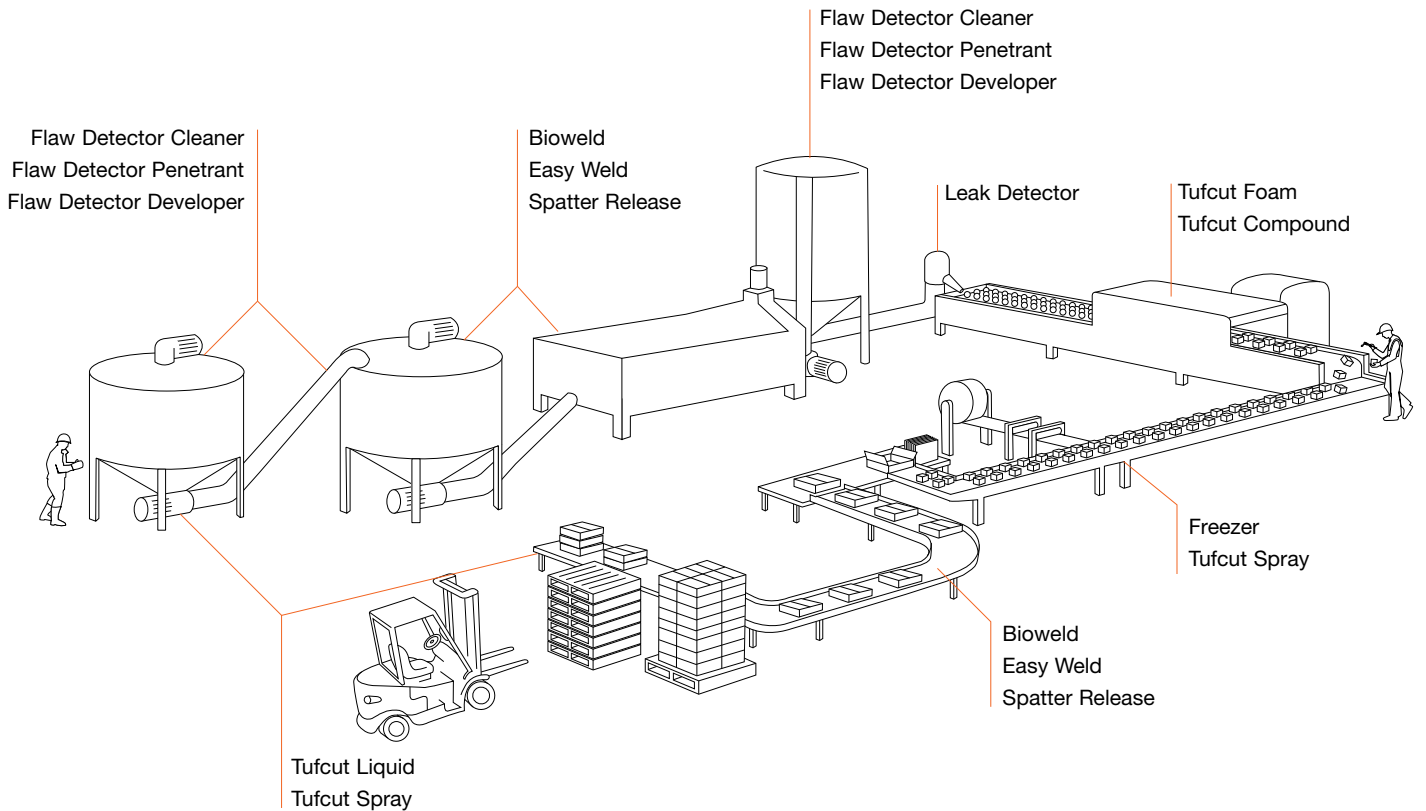 Flaw Detector Cleaner
Flaw Detector Penetrant
Flaw Detector Developer
Flaw Detector Cleaner
Flaw Detector Penetrant
Flaw Detector Developer
Bioweld
Easy Weld
Spatter Release
Leak Detector
Tufcut Foam
Tufcut Compound
Freezer
Tufcut Spray
Bioweld
Easy Weld
Spatter Release
Tufcut Liquid
Tufcut Spray